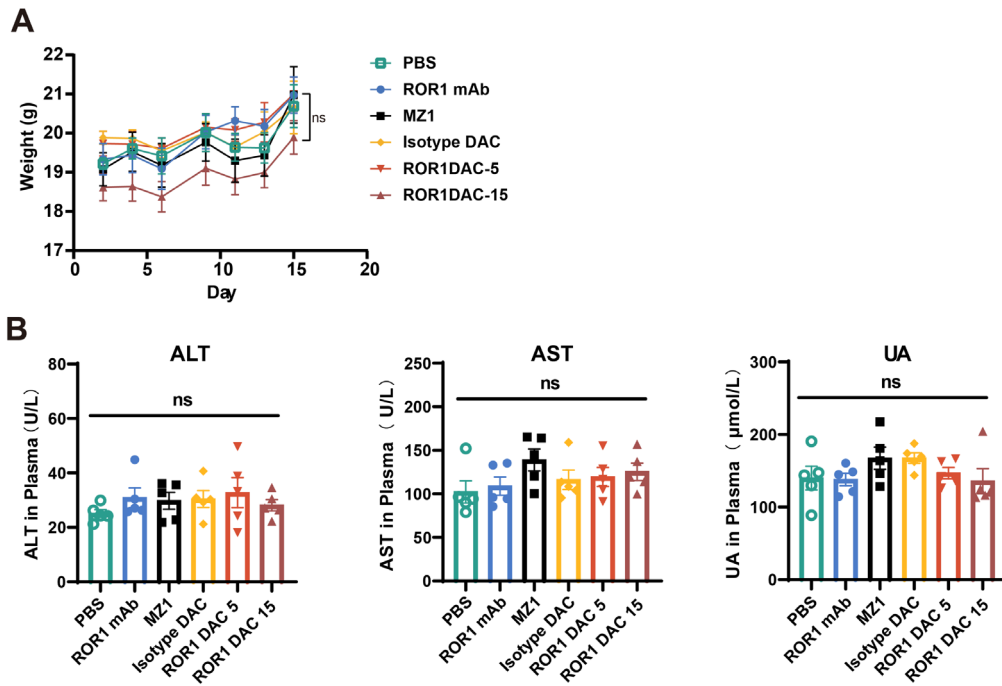 A
Weight (g)
22
21
20
19
18
17
0
5
10
15
20
Day
ns
PBS
ROR1 mAb
MZ1
Isotype DAC
ROR1DAC-5
ROR1DAC-15
B
ALT
ALT in Plasma (U/L)
80
60
40
20
0
ns
PBS
ROR1 mAb
MZ1
Isotype DAC
ROR1 DAC 5
ROR1 DAC 15
AST
AST in Plasma ( U/L)
250
200
150
100
50
0
ns
PBS
ROR1 mAb
MZ1
Isotype DAC
ROR1 DAC 5
ROR1 DAC 15
UA
UA in Plasma ( μmol/L)
300
200
150
100
0
ns
PBS
ROR1 mAb
MZ1
Isotype DAC
ROR1 DAC 5
ROR1 DAC 15